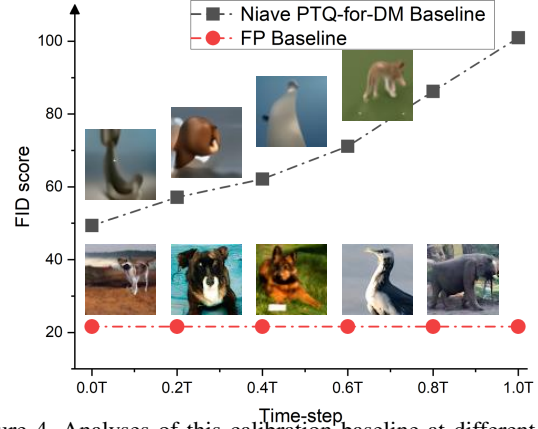 Niave PTQ-for-DM Baseline
FP Baseline
100
80
60
40
20
FID score
0.0T 0.2T 0.4T 0.6T 0.8T 1.0T
Time-step
Analyses of this calibration baseline at different